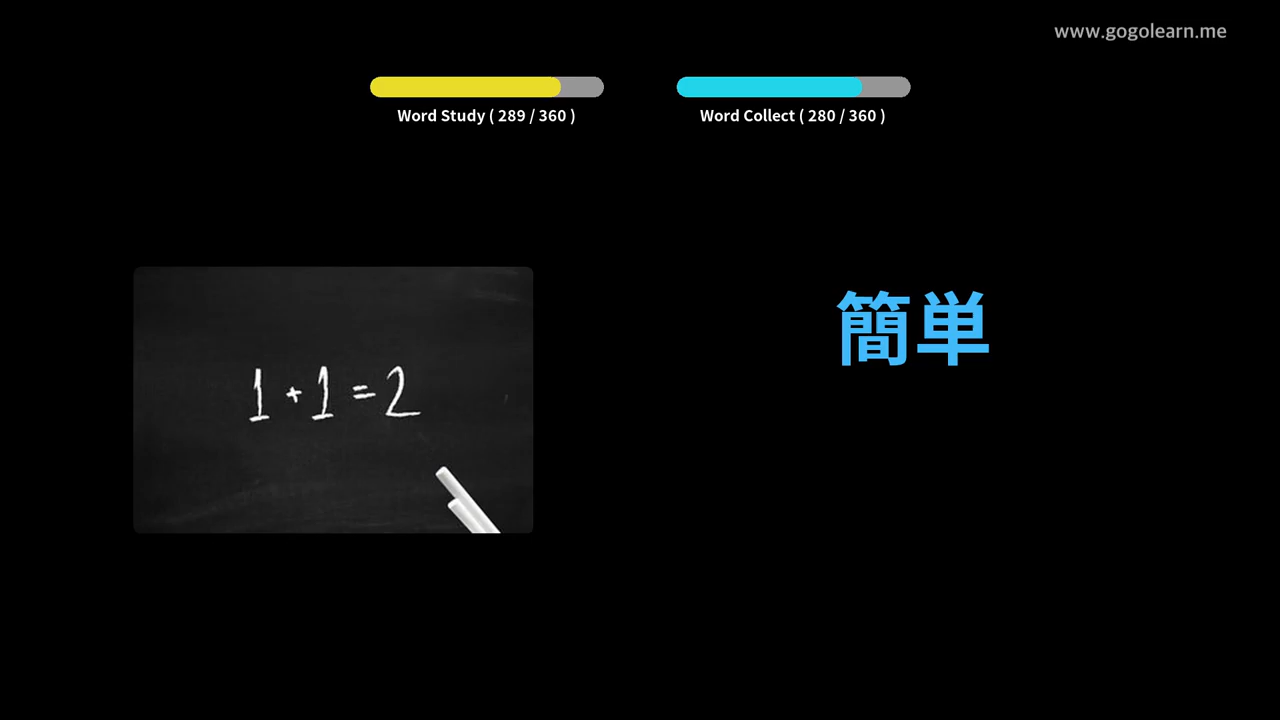 www.gogolearn.me
Word Study ( 289 / 360 )
Word Collect ( 280 / 360 )
1 + 1 = 2
簡単